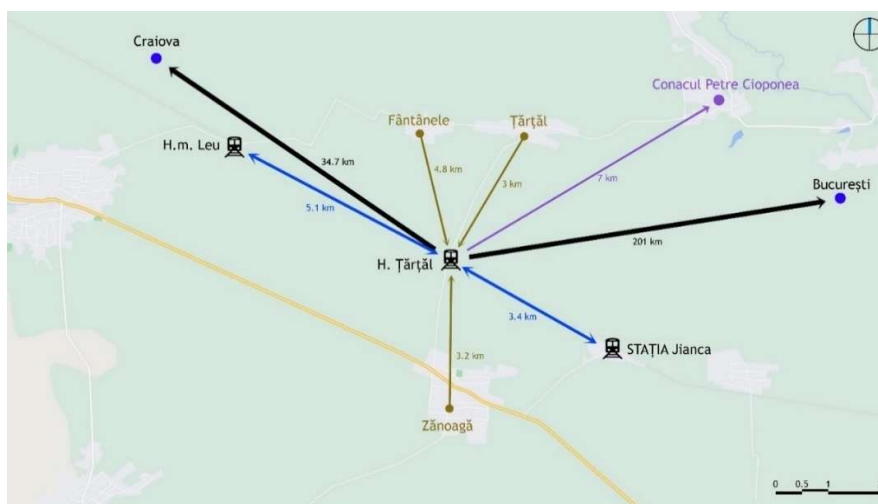 Craiova
Conacul Petre Cioponea
Fântânele
Țărțăl
H.m. Leu
34.7 km
4.8 km
3 km
7 km
București
5.1 km
201 km
H. Țărțăl
3.4 km
STAȚIA Jianca
3.2 km
Zănoagă
0 0.5 1